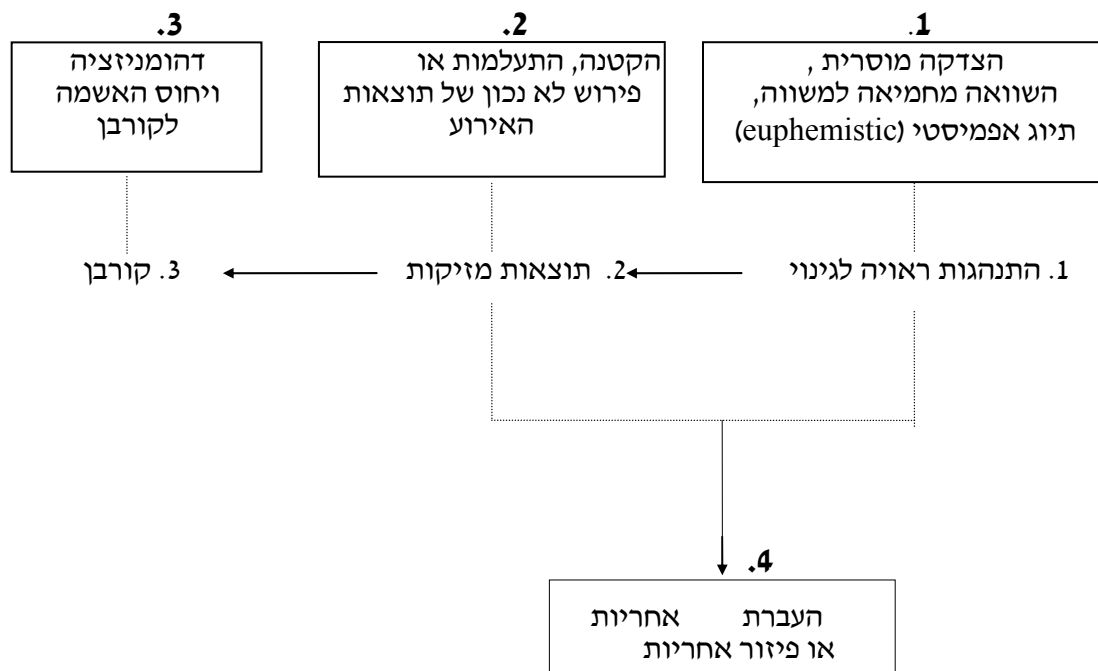 1.
הצדקה מוסרית ,
השוואה מחמיאה למשווה,
תיוג אפמיסטי (euphemistic)
2.
הקטנה, התעלמות או
פירוש לא נכון של תוצאות
האירוע
3.
דהומניזציה
ויחוס האשמה
לקורבן
1. התנהגות ראויה לגינוי
2. תוצאות מזיקות
3. קורבן
4.
העברת אחריות
או פיזור אחריות